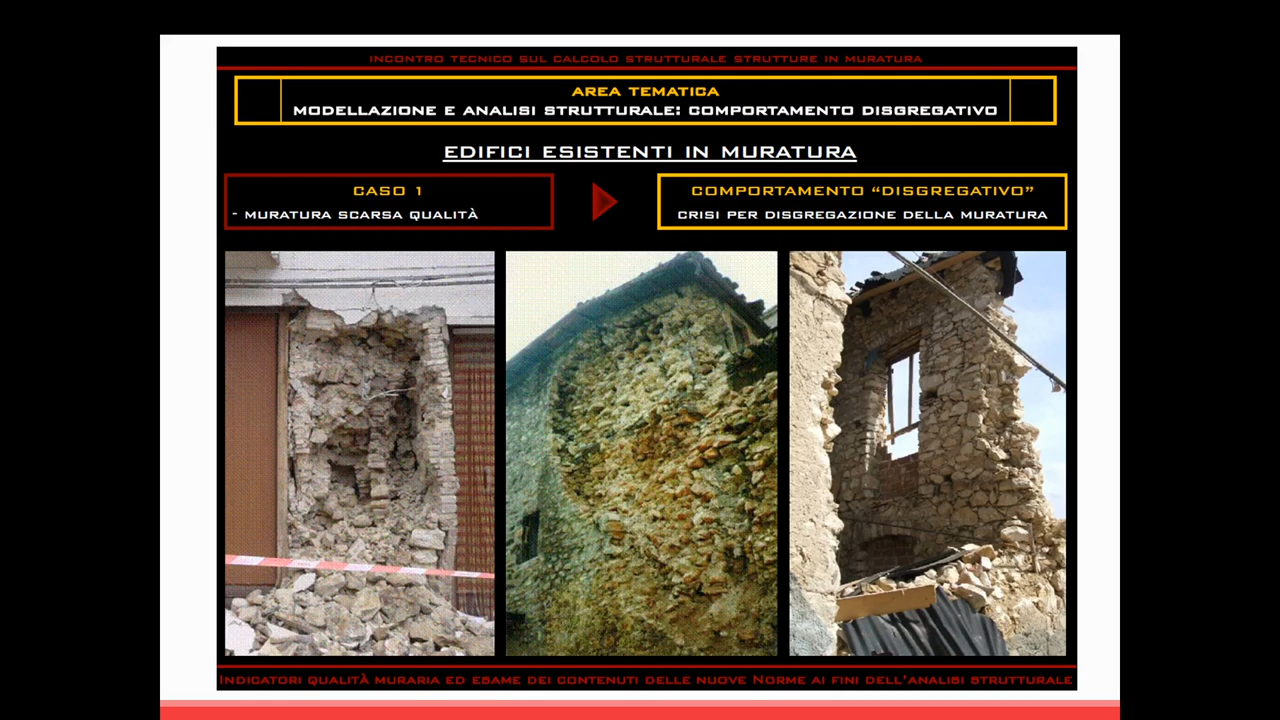 INCONTRO TECNICO SUL CALCOLO STRUTTURALE STRUTTURE IN MURATURA
AREA TEMATICA
MODELLAZIONE E ANALISI STRUTTURALE: COMPORTAMENTO DISGREGATIVO
EDIFICI ESISTENTI IN MURATURA
CASO 1
- MURATURA SCARSA QUALITÀ
COMPORTAMENTO “DISGREGATIVO”
CRISI PER DISGREGAZIONE DELLA MURATURA
INDICATORI QUALITÀ MURARIA ED ESAME DEI CONTENUTI DELLE NUOVE NORME AI FINI DELL'ANALISI STRUTTURALE